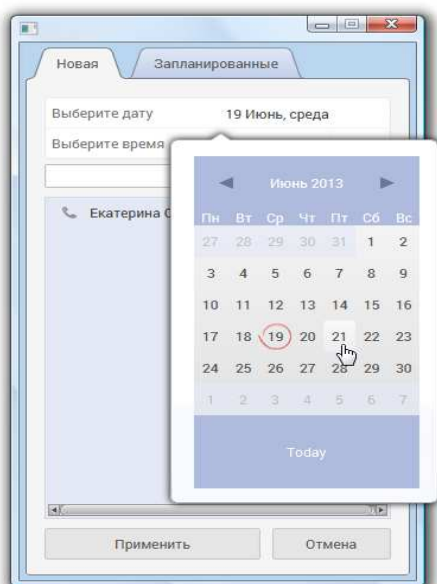 Новая Запланированные
Выберите дату 19 Июнь, среда
Выберите время
Июнь 2013
Пн Вт Ср Чт Пт Сб Вс
27 28 29 30 31 1 2
Екатерина
3 4 5 6 7 8 9
10 11 12 13 14 15 16
17 18 19 20 21 22 23
24 25 26 27 28 29 30
1 2 3 4 5 6 7
Today
Применить Отмена